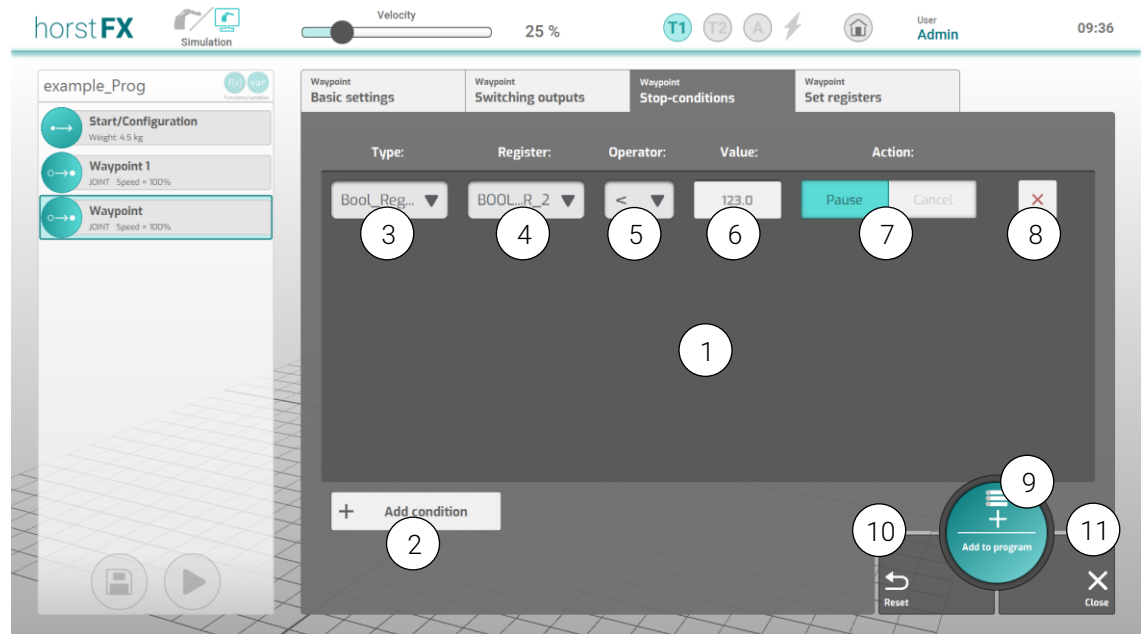 horstFX
Simulation
Velocity
25 %
T1
T2
A
User
Admin
09:36
example_Prog
f(x)
var
Functions/variables
Start/Configuration
Weight: 4.5 kg
Waypoint 1
JOINT Speed = 100%
Waypoint
JOINT Speed = 100%
Waypoint
Basic settings
Waypoint
Switching outputs
Waypoint
Stop-conditions
Waypoint
Set registers
Type:
Register:
Operator:
Value:
Action:
Bool_Reg...
BOOL...R_2
<
123.0
Pause
Cancel
3
4
5
6
7
8
1
9
Add condition
2
10
11
Add to program
Reset
Close